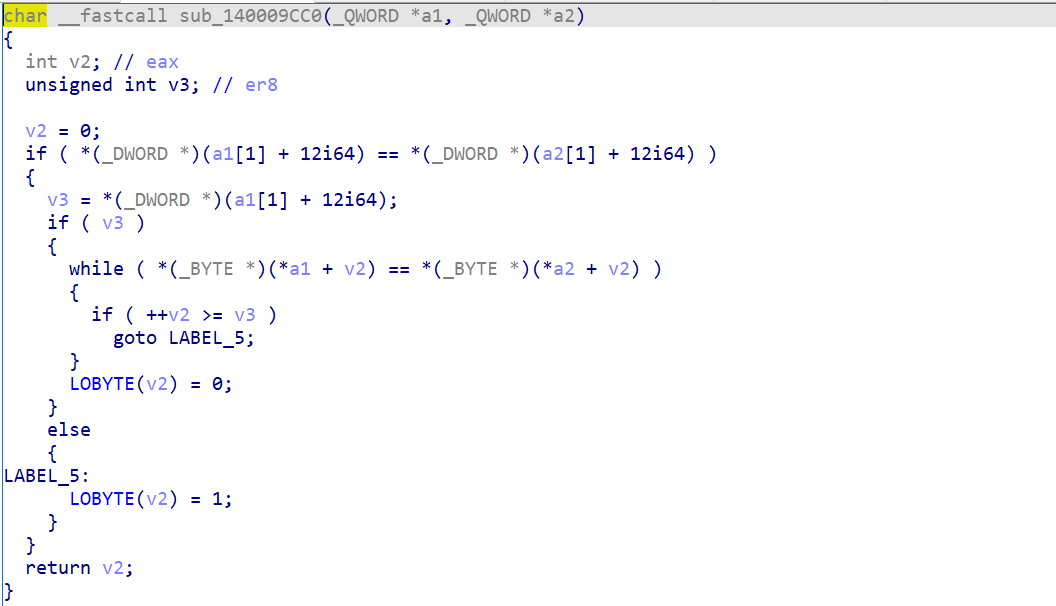 char __fastcall sub_140009CC0(_QWORD *a1, _QWORD *a2)
{
  int v2; // eax
  unsigned int v3; // er8

  v2 = 0;
  if ( *(_DWORD *)(a1[1] + 12i64) == *(_DWORD *)(a2[1] + 12i64) )
  {
    v3 = *(_DWORD *)(a1[1] + 12i64);
    if ( v3 )
    {
      while ( *(_BYTE *)(*a1 + v2) == *(_BYTE *)(*a2 + v2) )
      {
        if ( ++v2 >= v3 )
          goto LABEL_5;
      }
      LOBYTE(v2) = 0;
    }
    else
    {
LABEL_5:
      LOBYTE(v2) = 1;
    }
  }
  return v2;
}